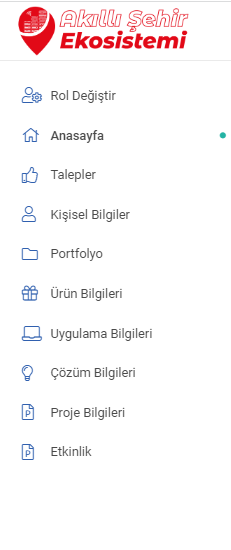 Akıllı Şehir
Ekosistemi
Rol Değiştir
Anasayfa
Talepler
Kişisel Bilgiler
Portfolyo
Ürün Bilgileri
Uygulama Bilgileri
Çözüm Bilgileri
Proje Bilgileri
Etkinlik